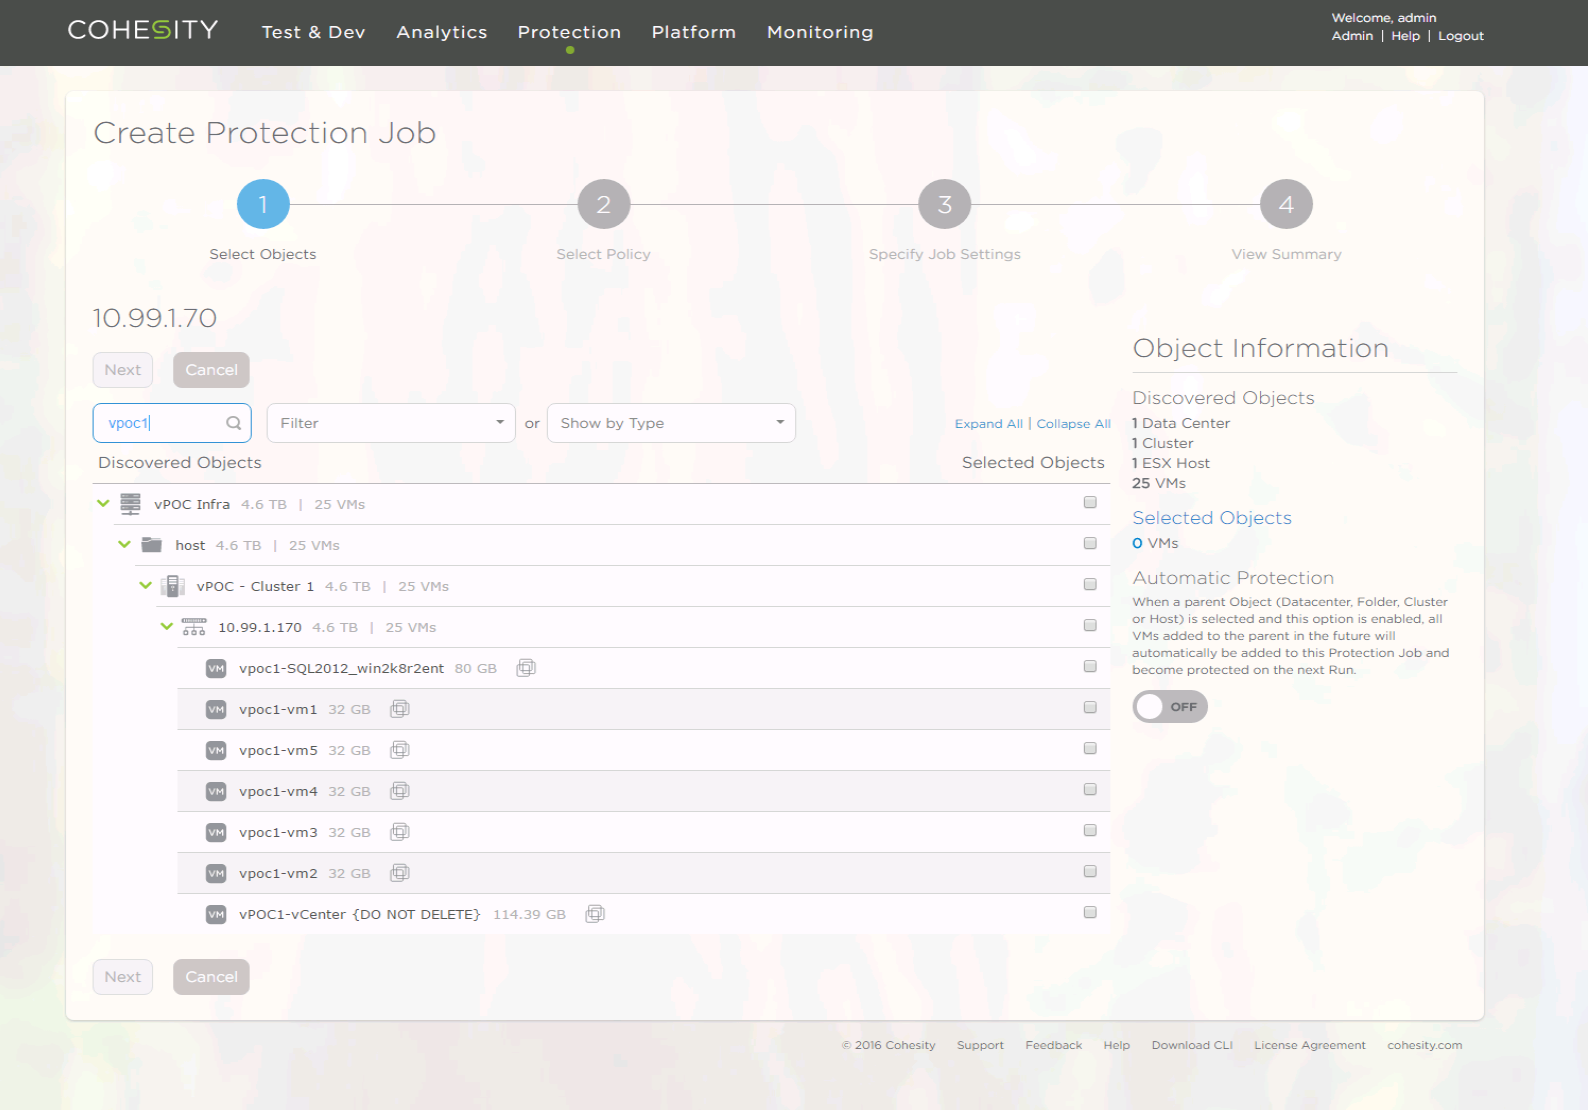 COHESITY Test & Dev Analytics Protection Platform Monitoring
Welcome, admin
Admin | Help | Logout
Create Protection Job
1 2 3 4
Select Objects Select Policy Specify Job Settings View Summary
10.99.1.70
Next Cancel
vpoc1 Filter or Show by Type Expand All | Collapse All
Discovered Objects Selected Objects
vPOC Infra 4.6 TB | 25 VMs
host 4.6 TB | 25 VMs
vPOC - Cluster 1 4.6 TB | 25 VMs
10.99.1.170 4.6 TB | 25 VMs
VM vpoc1-SQL2012_win2k8r2ent 80 GB
VM vpoc1-vm1 32 GB
VM vpoc1-vm5 32 GB
VM vpoc1-vm4 32 GB
VM vpoc1-vm3 32 GB
VM vpoc1-vm2 32 GB
VM vPOC1-vCenter {DO NOT DELETE} 114.39 GB
Next Cancel
Object Information
Discovered Objects
1 Data Center
1 Cluster
1 ESX Host
25 VMs
Selected Objects
0 VMs
Automatic Protection
When a parent Object (Datacenter, Folder, Cluster
or Host) is selected and this option is enabled, all
VMs added to the parent in the future will
automatically be added to this Protection Job and
become protected on the next Run.
OFF
© 2016 Cohesity Support Feedback Help Download CLI License Agreement cohesity.com